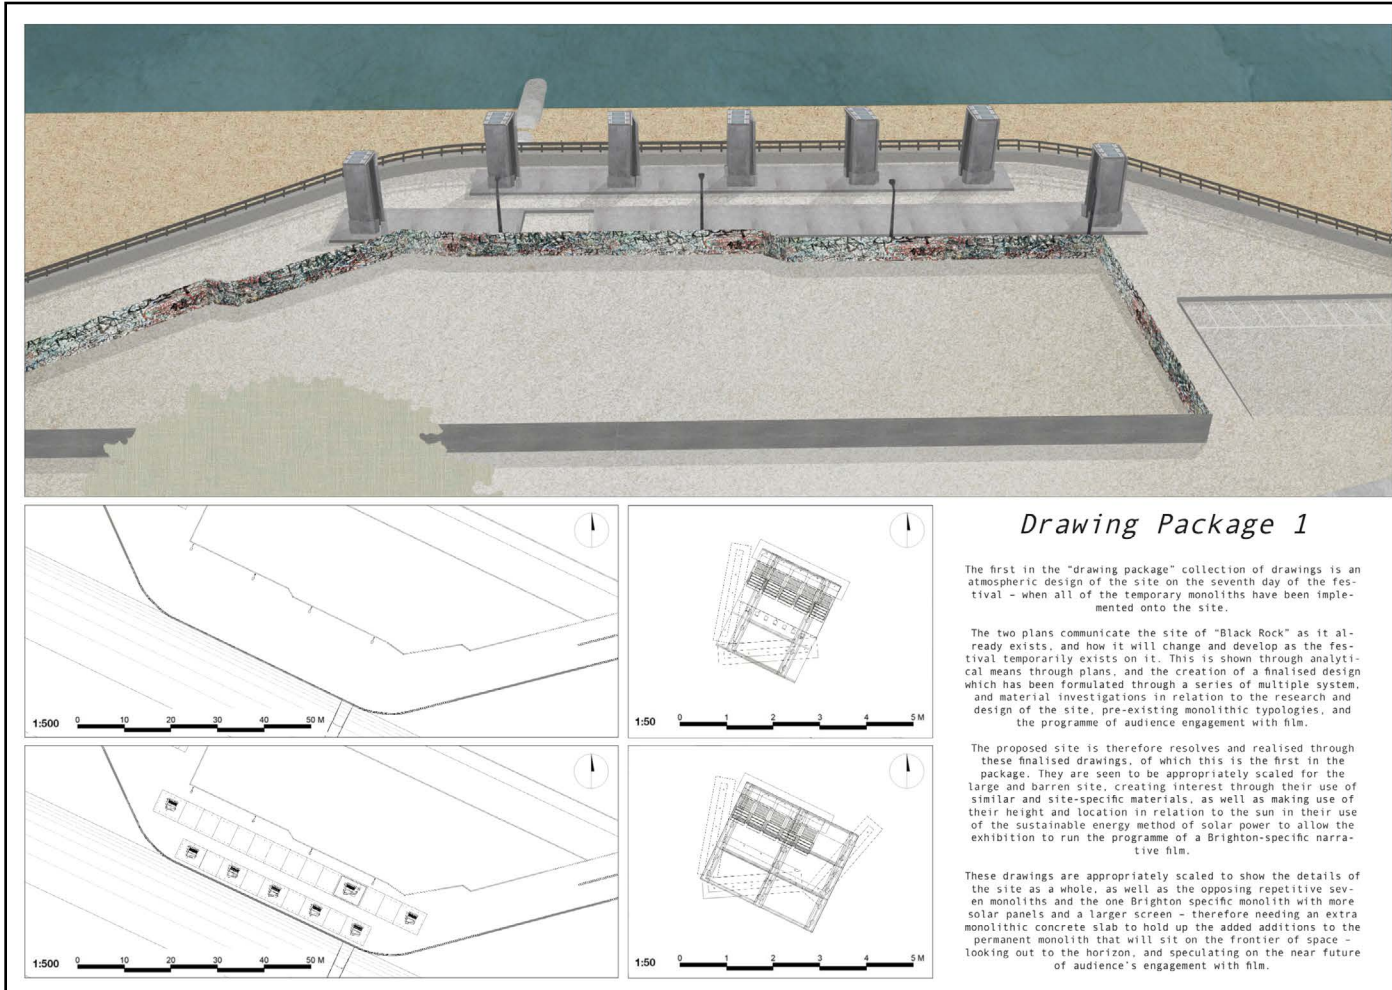 Drawing Package 1
The first in the “drawing package” collection of drawings is an
atmospheric design of the site on the seventh day of the fes-
tival – when all of the temporary monoliths have been imple-
mented onto the site.
The two plans communicate the site of “Black Rock” as it al-
ready exists, and how it will change and develop as the fes-
tival temporarily exists on it. This is shown through analyti-
cal means through plans, and the creation of a finalised design
which has been formulated through a series of multiple system,
and material investigations in relation to the research and
design of the site, pre-existing monolithic typologies, and
the programme of audience engagement with film.
The proposed site is therefore resolves and realised through
these finalised drawings, of which this is the first in the
package. They are seen to be appropriately scaled for the
large and barren site, creating interest through their use of
similar and site-specific materials, as well as making use of
their height and location in relation to the sun in their use
of the sustainable energy method of solar power to allow the
exhibition to run the programme of a Brighton-specific narra-
tive film.
These drawings are appropriately scaled to show the details of
the site as a whole, as well as the opposing repetitive sev-
en monoliths and the one Brighton specific monolith with more
solar panels and a larger screen – therefore needing an extra
monolithic concrete slab to hold up the added additions to the
permanent monolith that will sit on the frontier of space –
looking out to the horizon, and speculating on the near future
of audience's engagement with film.
1:500 0 10 20 30 40 50 M
1:50 0 1 2 3 4 5 M
1:500 0 10 20 30 40 50 M
1:50 0 1 2 3 4 5 M